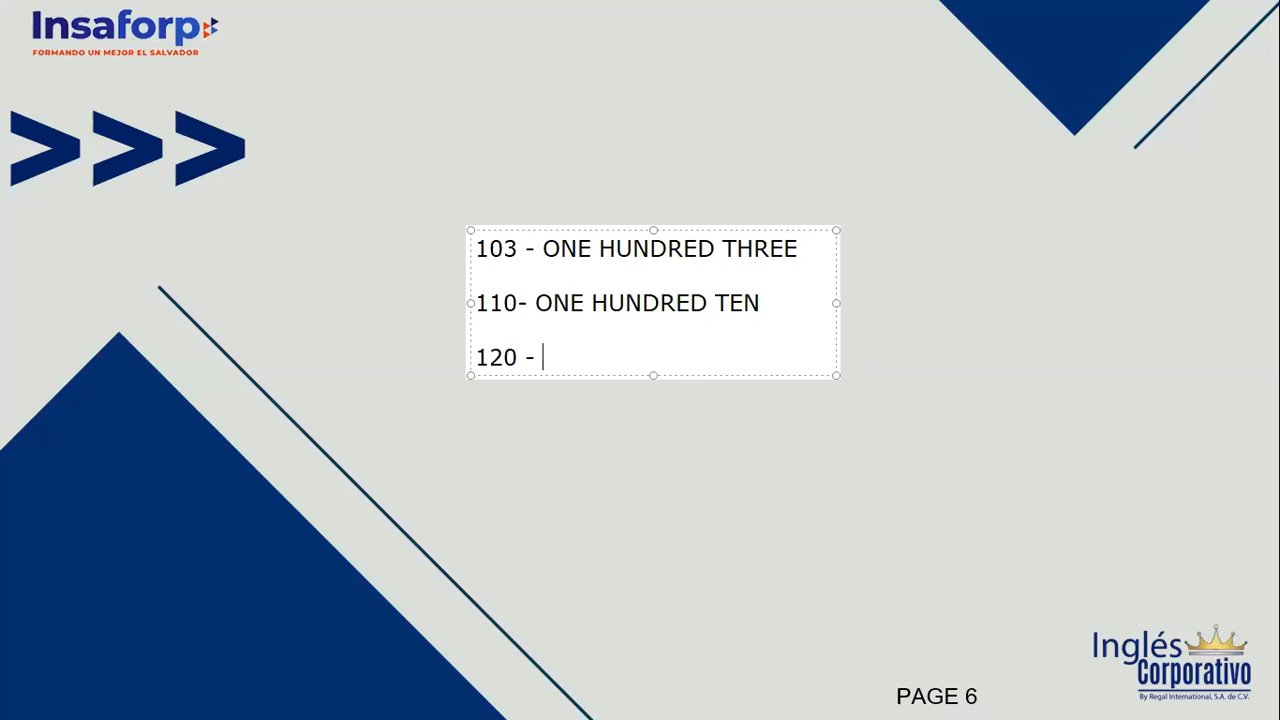 Insaforp
FORMANDO UN MEJOR EL SALVADOR
>>>
103 - ONE HUNDRED THREE
110- ONE HUNDRED TEN
120 -
Inglés
Corporativo
By Regal International, S.A. de C.V.
PAGE 6